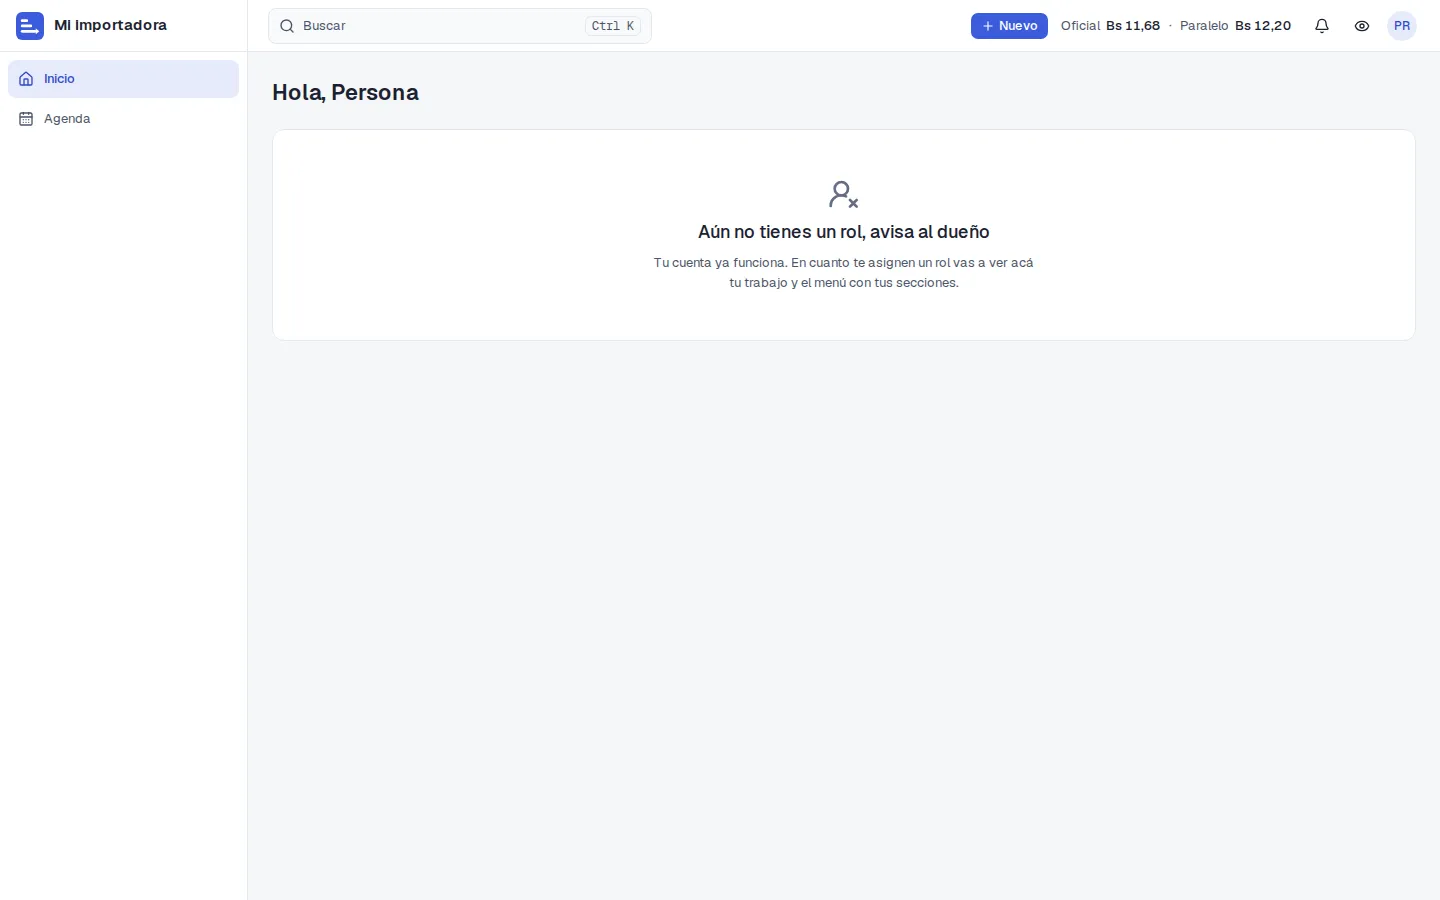 Mi Importadora
Buscar
Ctrl K
Nuevo
Oficial Bs 11,68 · Paralelo Bs 12,20
PR
Inicio
Agenda
Hola, Persona
Aún no tienes un rol, avisa al dueño
Tu cuenta ya funciona. En cuanto te asignen un rol vas a ver acá
tu trabajo y el menú con tus secciones.